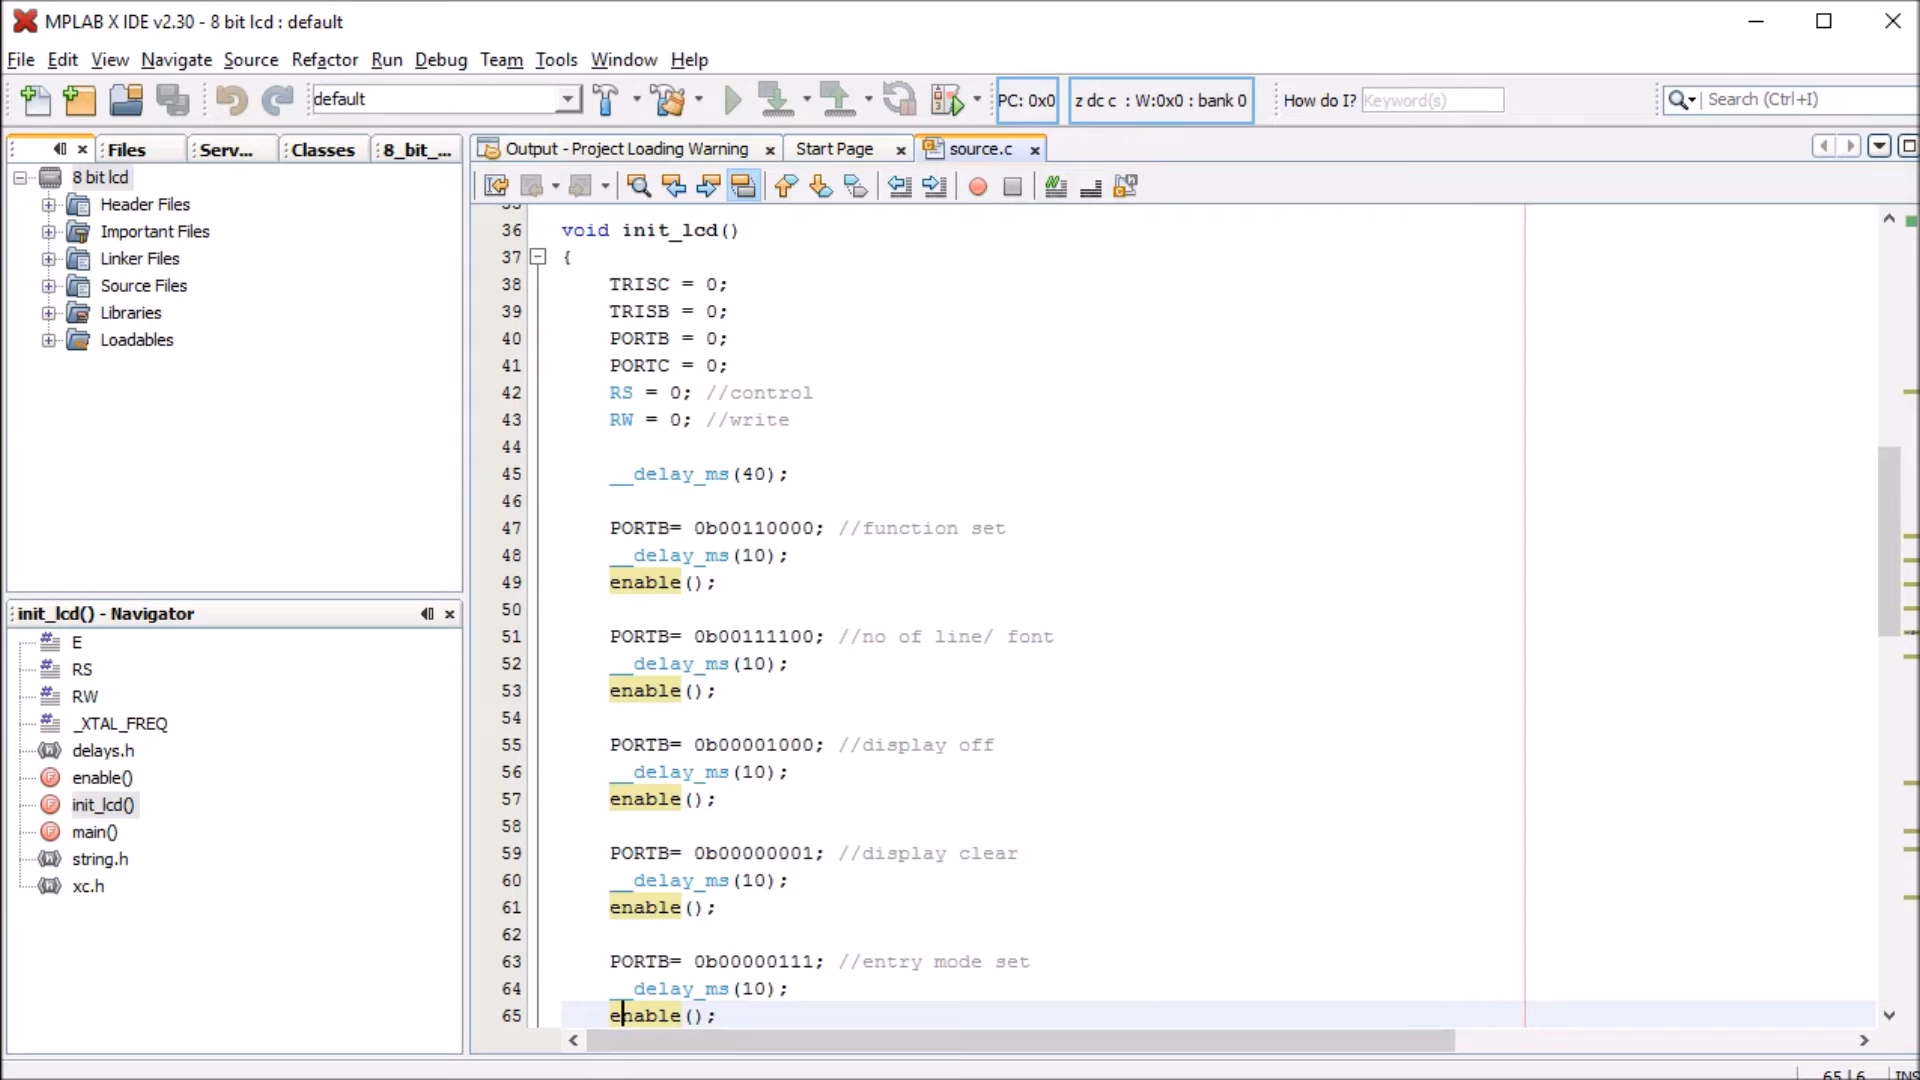 MPLAB X IDE v2.30 - 8 bit lcd : default
File Edit View Navigate Source Refactor Run Debug Team Tools Window Help
default
PC: 0x0
z dc c : W:0x0 : bank 0
How do I? Keyword(s)
Search (Ctrl+I)
Files
Serv...
Classes
8_bit_...
8 bit lcd
Header Files
Important Files
Linker Files
Source Files
Libraries
Loadables
init_lcd() - Navigator
E
RS
RW
_XTAL_FREQ
delays.h
enable()
init_lcd()
main()
string.h
xc.h
Output - Project Loading Warning
Start Page
source.c
35
36 void init_lcd()
37 {
38 TRISC = 0;
39 TRISB = 0;
40 PORTB = 0;
41 PORTC = 0;
42 RS = 0; //control
43 RW = 0; //write
44
45 __delay_ms(40);
46
47 PORTB= 0b00110000; //function set
48 __delay_ms(10);
49 enable();
50
51 PORTB= 0b00111100; //no of line/ font
52 __delay_ms(10);
53 enable();
54
55 PORTB= 0b00001000; //display off
56 __delay_ms(10);
57 enable();
58
59 PORTB= 0b00000001; //display clear
60 __delay_ms(10);
61 enable();
62
63 PORTB= 0b00000111; //entry mode set
64 __delay_ms(10);
65 enable();
65 | 6 INS